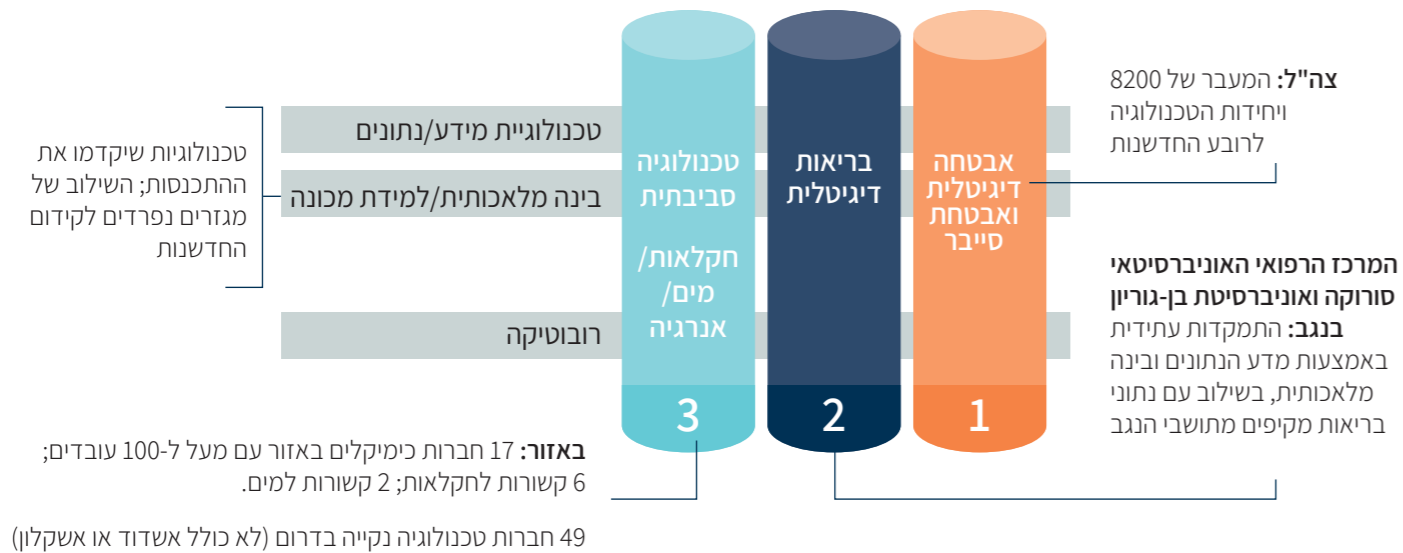 צה"ל: המעבר של 8200
ויחידות הטכנולוגיה
לרובע החדשנות
המרכז הרפואי האוניברסיטאי
סורוקה ואוניברסיטת בן-גוריון
בנגב: התמקדות עתידית
באמצעות מדע הנתונים ובינה
מלאכותית, בשילוב עם נתוני
בריאות מקיפים מתושבי הנגב
אבטחה
דיגיטלית
ואבטחת
סייבר
1
בריאות
דיגיטלית
2
טכנולוגיה
סביבתית
חקלאות/
מים/
אנרגיה
3
טכנולוגיית מידע/נתונים
בינה מלאכותית/למידת מכונה
רובוטיקה
טכנולוגיות שיקדמו את
ההתכנסות; השילוב של
מגזרים נפרדים לקידום
החדשנות
באזור: 17 חברות כימיקלים באזור עם מעל ל-100 עובדים;
6 קשורות לחקלאות; 2 קשורות למים.
49 חברות טכנולוגיה נקייה בדרום (לא כולל אשדוד או אשקלון)